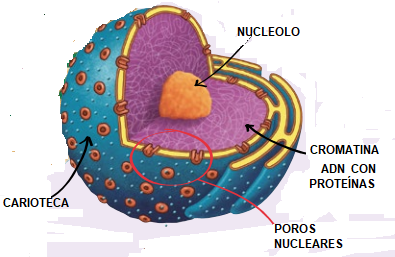 NUCLEOLO
CROMATINA
ADN CON
PROTEÍNAS
CARIOTECA
POROS
NUCLEARES